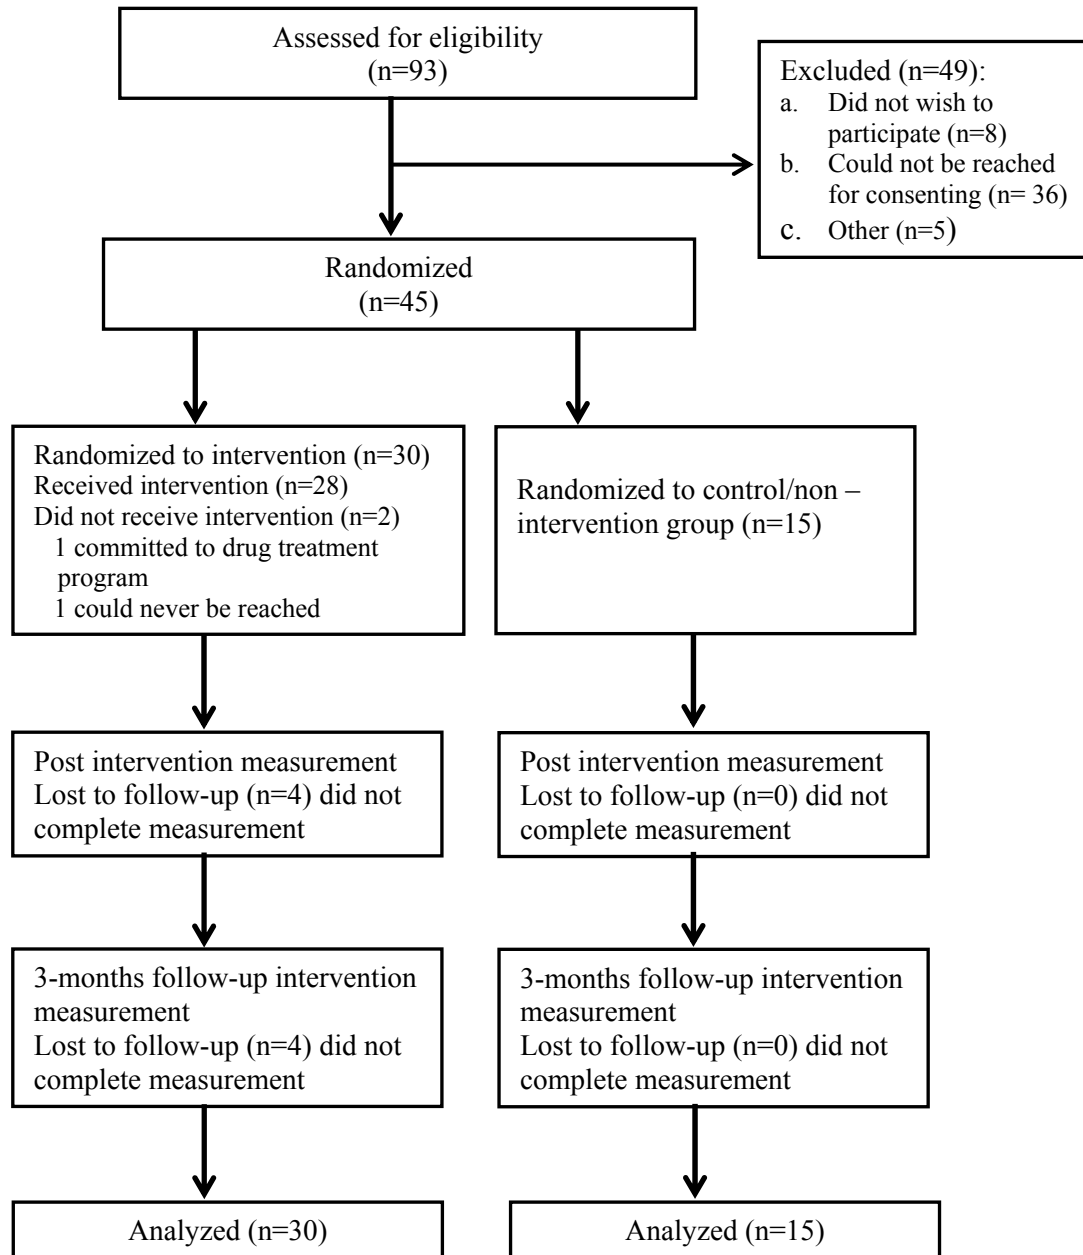 Assessed for eligibility
(n=93)
Excluded (n=49):
a. Did not wish to
participate (n=8)
b. Could not be reached
for consenting (n= 36)
c. Other (n=5)
Randomized
(n=45)
Randomized to intervention (n=30)
Received intervention (n=28)
Did not receive intervention (n=2)
1 committed to drug treatment
program
1 could never be reached
Randomized to control/non –
intervention group (n=15)
Post intervention measurement
Lost to follow-up (n=4) did not
complete measurement
Post intervention measurement
Lost to follow-up (n=0) did not
complete measurement
3-months follow-up intervention
measurement
Lost to follow-up (n=4) did not
complete measurement
3-months follow-up intervention
measurement
Lost to follow-up (n=0) did not
complete measurement
Analyzed (n=30)
Analyzed (n=15)